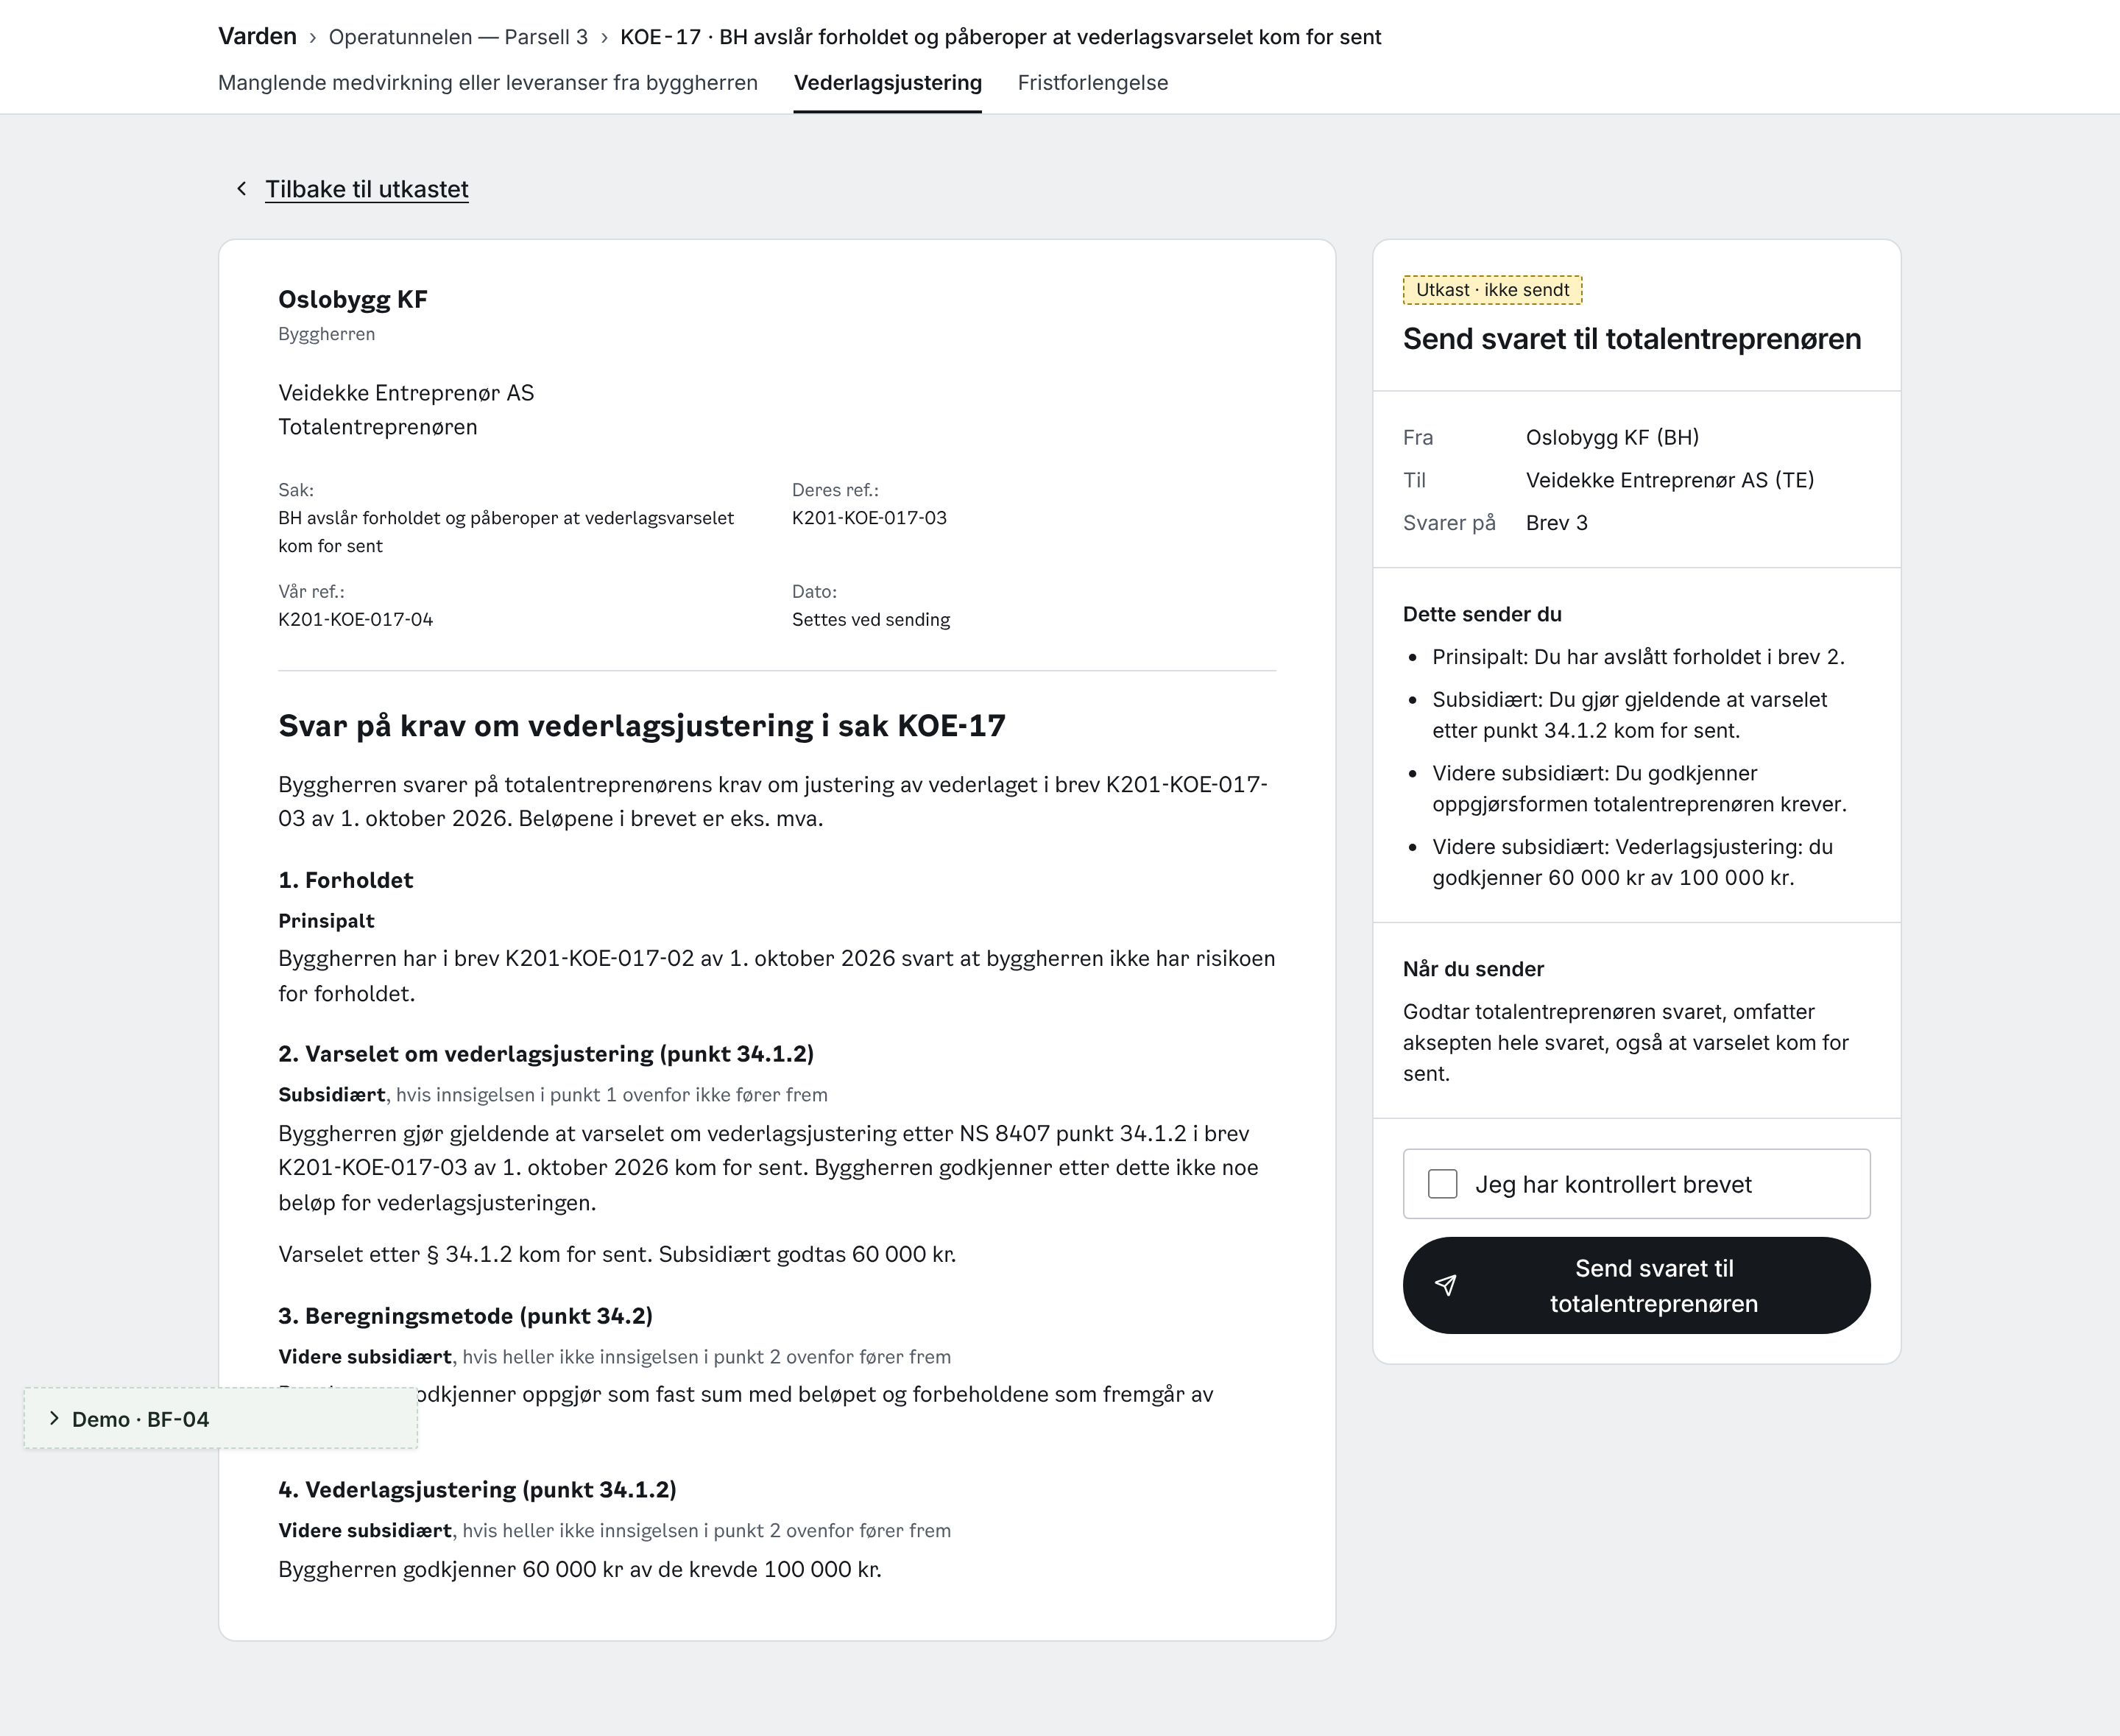 Varden › Operatunnelen — Parsell 3 › KOE-17 · BH avslår forholdet og påberoper at vederlagsvarselet kom for sent
Manglende medvirkning eller leveranser fra byggherren Vederlagsjustering Fristforlengelse
Tilbake til utkastet
Oslobygg KF
Byggherren
Veidekke Entreprenør AS
Totalentreprenøren
Sak:
BH avslår forholdet og påberoper at vederlagsvarselet
kom for sent
Deres ref.:
K201-KOE-017-03
Vår ref.:
K201-KOE-017-04
Dato:
Settes ved sending
Svar på krav om vederlagsjustering i sak KOE-17
Byggherren svarer på totalentreprenørens krav om justering av vederlaget i brev K201-KOE-017-
03 av 1. oktober 2026. Beløpene i brevet er eks. mva.
1. Forholdet
Prinsipalt
Byggherren har i brev K201-KOE-017-02 av 1. oktober 2026 svart at byggherren ikke har risikoen
for forholdet.
2. Varselet om vederlagsjustering (punkt 34.1.2)
Subsidiært, hvis innsigelsen i punkt 1 ovenfor ikke fører frem
Byggherren gjør gjeldende at varselet om vederlagsjustering etter NS 8407 punkt 34.1.2 i brev
K201-KOE-017-03 av 1. oktober 2026 kom for sent. Byggherren godkjenner etter dette ikke noe
beløp for vederlagsjusteringen.
Varselet etter § 34.1.2 kom for sent. Subsidiært godtas 60 000 kr.
3. Beregningsmetode (punkt 34.2)
Videre subsidiært, hvis heller ikke innsigelsen i punkt 2 ovenfor fører frem
odkjenner oppgjør som fast sum med beløpet og forbeholdene som fremgår av
Demo · BF-04
4. Vederlagsjustering (punkt 34.1.2)
Videre subsidiært, hvis heller ikke innsigelsen i punkt 2 ovenfor fører frem
Byggherren godkjenner 60 000 kr av de krevde 100 000 kr.
Utkast · ikke sendt
Send svaret til totalentreprenøren
Fra Oslobygg KF (BH)
Til Veidekke Entreprenør AS (TE)
Svarer på Brev 3
Dette sender du
• Prinsipalt: Du har avslått forholdet i brev 2.
• Subsidiært: Du gjør gjeldende at varselet
etter punkt 34.1.2 kom for sent.
• Videre subsidiært: Du godkjenner
oppgjørsformen totalentreprenøren krever.
• Videre subsidiært: Vederlagsjustering: du
godkjenner 60 000 kr av 100 000 kr.
Når du sender
Godtar totalentreprenøren svaret, omfatter
aksepten hele svaret, også at varselet kom for
sent.
Jeg har kontrollert brevet
Send svaret til
totalentreprenøren